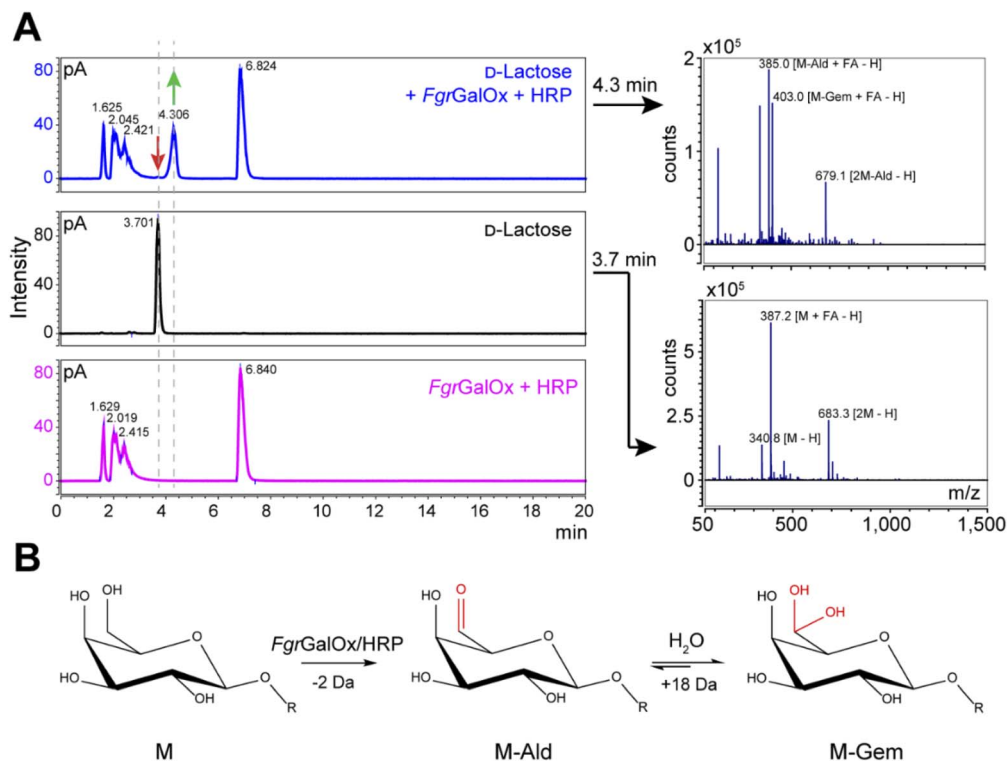 A
pA
80
40
0
1.625
2.045
2.421
4.306
6.824
D-Lactose
+ FgrGalOx + HRP
4.3 min
x10⁵
2
1
0
counts
385.0 [M-Ald + FA - H]
403.0 [M-Gem + FA - H]
679.1 [2M-Ald - H]
Intensity
pA
80
40
0
3.701
D-Lactose
3.7 min
pA
80
40
0
1.629
2.019
2.415
6.840
FgrGalOx + HRP
0 2 4 6 8 10 12 14 16 18 20
min
x10⁵
5
2.5
0
counts
387.2 [M + FA - H]
340.8 [M - H]
683.3 [2M - H]
m/z
50 500 1,000 1,500
B
HO OH
HO
O
OH
O
R
M
FgrGalOx/HRP
-2 Da
HO O
HO
O
OH
O
R
M-Ald
H₂O
+18 Da
HO OH
OH
HO
O
OH
O
R
M-Gem